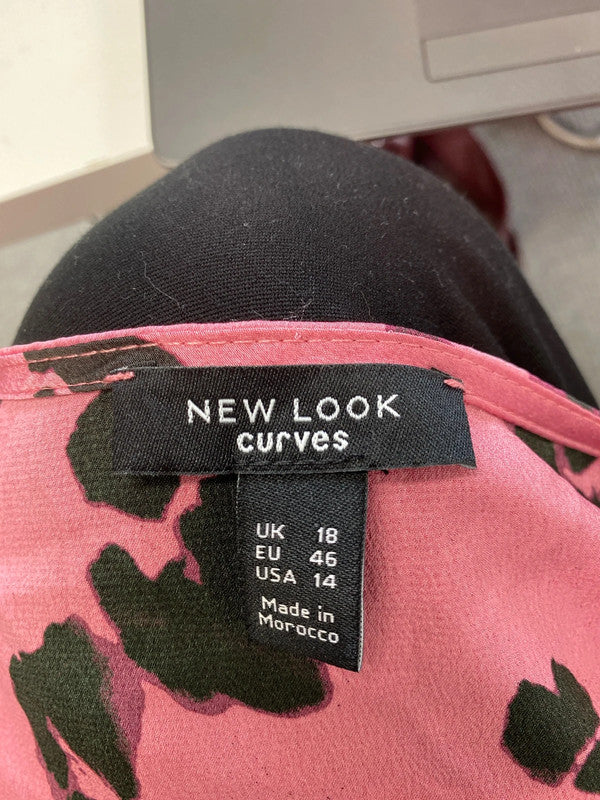 NEW LOOK
curves
UK 18
EU 46
USA 14
Made in
Morocco